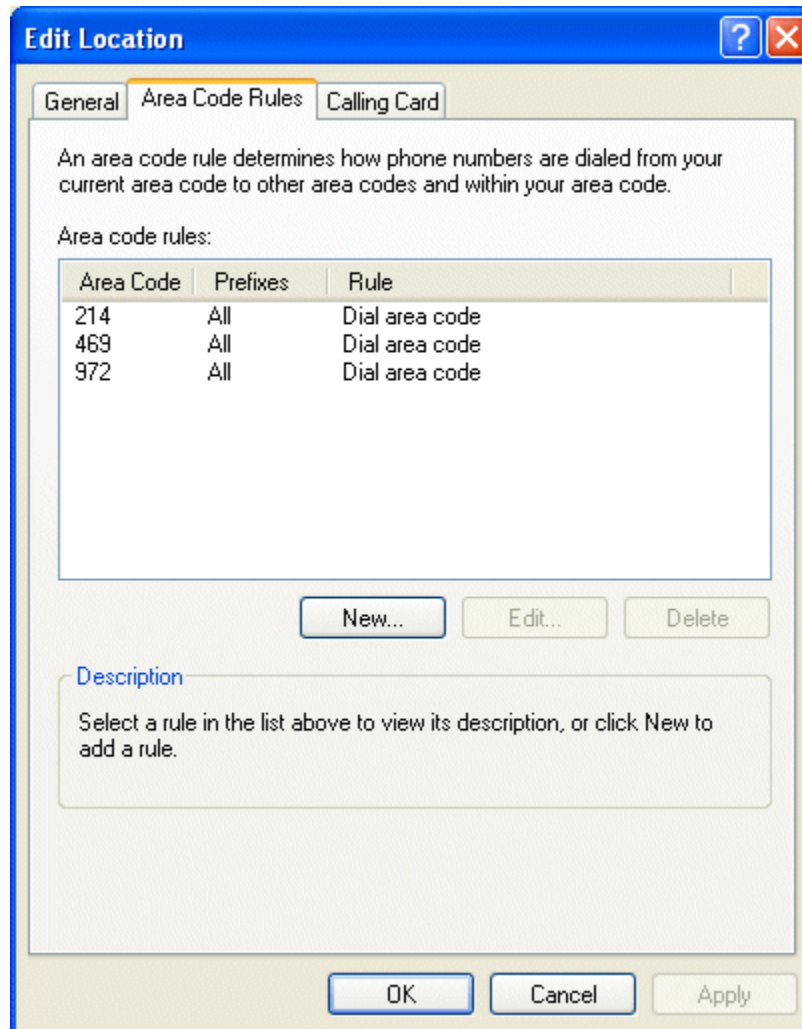 Edit Location
General Area Code Rules Calling Card
An area code rule determines how phone numbers are dialed from your
current area code to other area codes and within your area code.
Area code rules:
Area Code Prefixes Rule
214 All Dial area code
469 All Dial area code
972 All Dial area code
New... Edit... Delete
Description
Select a rule in the list above to view its description, or click New to
add a rule.
OK Cancel Apply